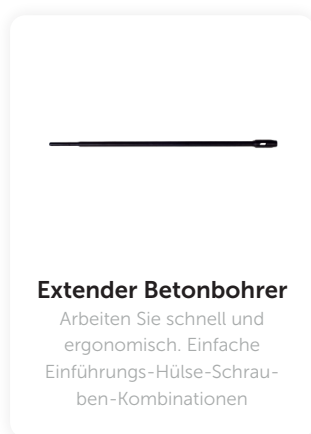 Extender Betonbohrer
Arbeiten Sie schnell und
ergonomisch. Einfache
Einführungs-Hülse-Schrau-
ben-Kombinationen